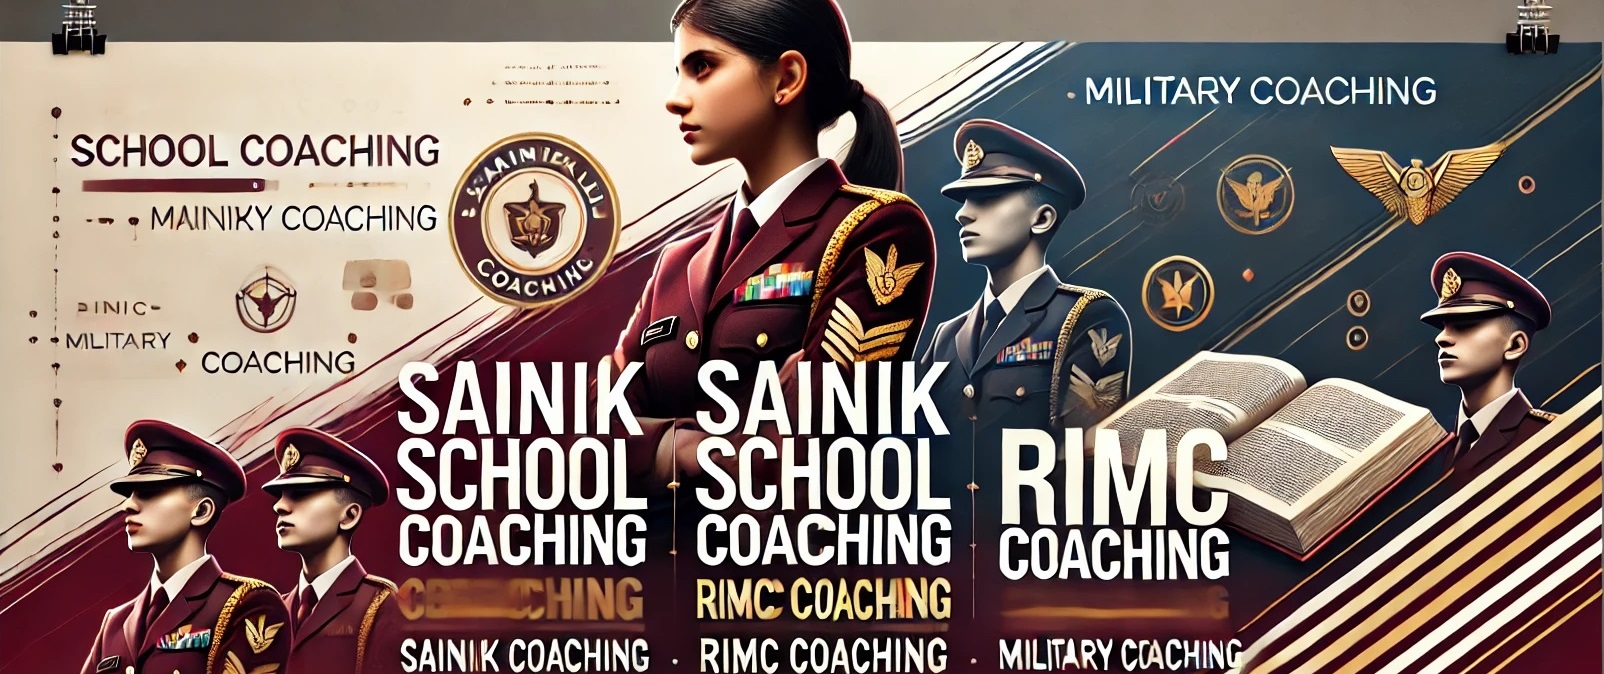 SCHOOL COACHING
MAINIKY COACHING
MILITARY
COACHING
COACHING
MILITARY COACHING
SAINIK
SCHOOL
COACHING
SAINIK
SCHOOL
COACHING
RIMC COACHING
RIMC
COACHING
SAINIK COACHING
RIMC COACHING
MILITARY COACHING